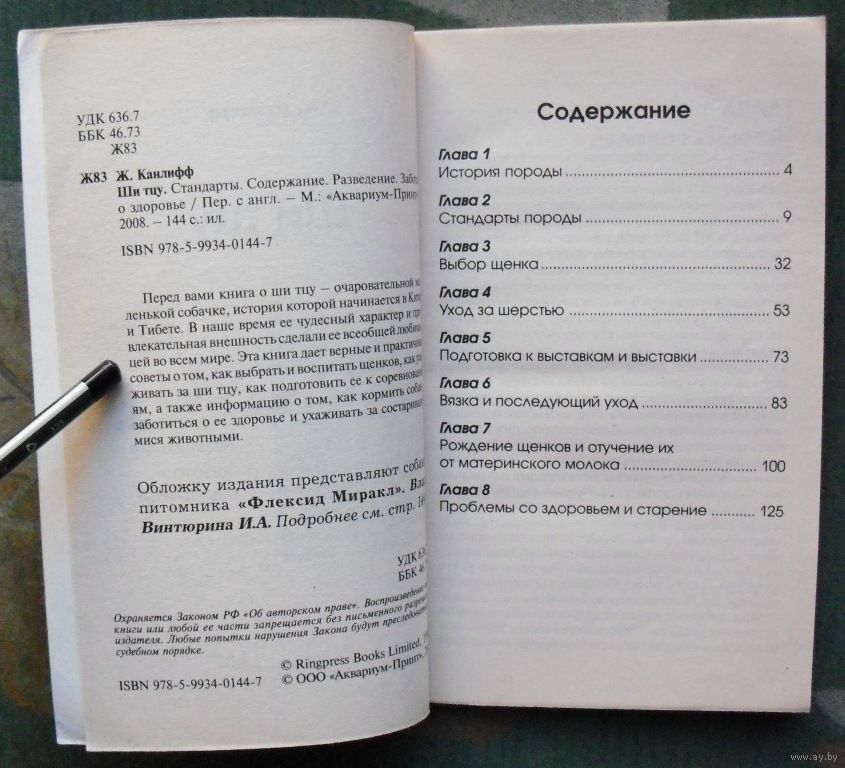 УДК 636.7
ББК 46.73
Ж83
Ж83 Ж. Канлифф
Ши тцу. Стандарты. Содержание. Разведение.
о здоровье / Пер. с англ. – М.: «Аквариум-Принт
2008. – 144 с.: ил.
ISBN 978-5-9934-0144-7
Перед вами книга о ши тцу – очаровательной
ленькой собачке, история которой начинается в
и Тибете. В наше время ее чудесный характер и
влекательная внешность сделали ее всеобщей
цей во всем мире. Эта книга дает верные и
советы о том, как выбрать и воспитать щенков, как
живать за ши тцу, как подготовить ее к
ям, а также информацию о том, как кормить
заботиться о ее здоровье и ухаживать за
мися животными.
Обложку издания представляют
питомника «Флексид Миракл».
Винтюрина И.А. Подробнее см. стр.
УДК
ББК
Охраняется Законом РФ «Об авторском праве». Воспроизведение
книги или любой ее части запрещается без письменного
издателя. Любые попытки нарушения Закона будут
судебном порядке.
© Ringpress Books Limited,
ISBN 978-5-9934-0144-7 © ООО «Аквариум-Принт»,
Содержание
Глава 1
История породы 4
Глава 2
Стандарты породы 9
Глава 3
Выбор щенка 32
Глава 4
Уход за шерстью 53
Глава 5
Подготовка к выставкам и выставки 73
Глава 6
Вязка и последующий уход 83
Глава 7
Рождение щенков и отучение их
от материнского молока 100
Глава 8
Проблемы со здоровьем и старение 125
www.ay.by